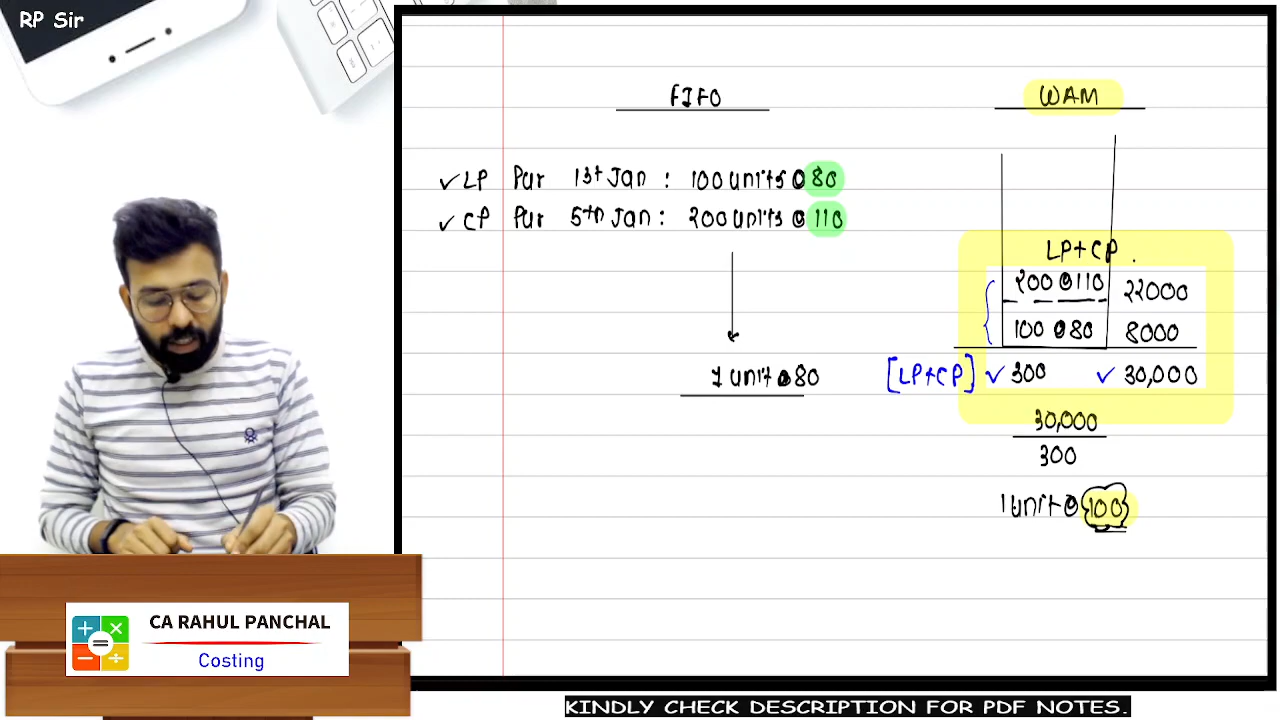 RP Sir
FIFO
✓ LP Pur 1st Jan : 100 units @ 80
✓ CP Pur 5th Jan : 200 units @ 110
1 unit @ 80
WAM
LP+CP.
200 @ 110 22000
100 @ 80 8000
[LP+CP] ✓ 300 ✓ 30,000
30,000
300
1 unit @ 100
CA RAHUL PANCHAL
Costing
KINDLY CHECK DESCRIPTION FOR PDF NOTES.